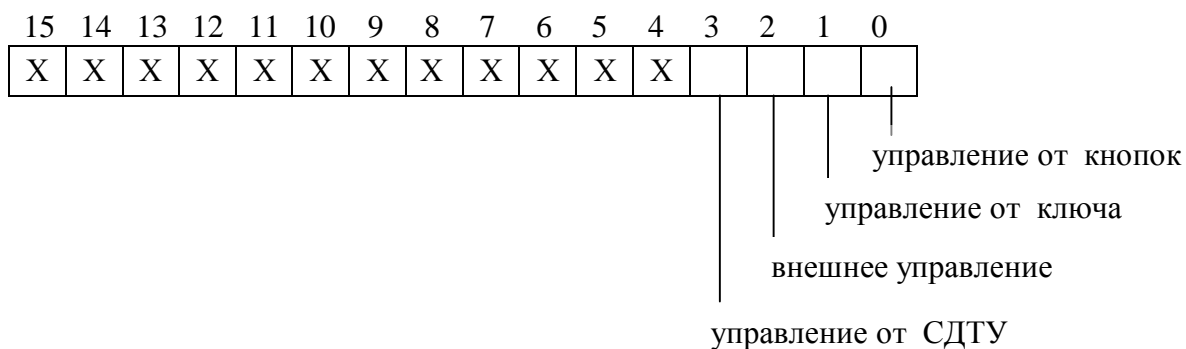 15 14 13 12 11 10 9 8 7 6 5 4 3 2 1 0
X X X X X X X X X X X X
управление от кнопок
управление от ключа
внешнее управление
управление от СДТУ